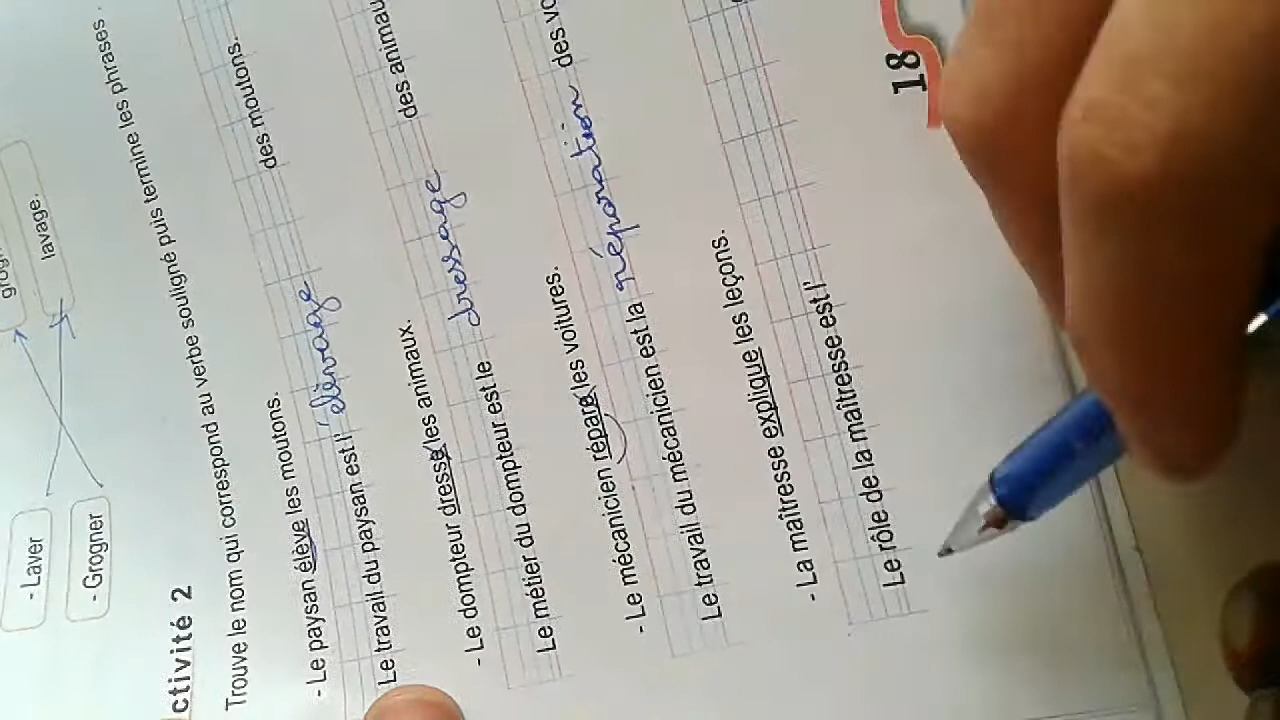 lavage.
- Laver
- Grogner
ctivité 2
Trouve le nom qui correspond au verbe souligné puis termine les phrases .
- Le paysan élève les moutons.
Le travail du paysan est l' élevage des moutons.
- Le dompteur dresse les animaux.
Le métier du dompteur est le dressage des
- Le mécanicien répare les voitures.
Le travail du mécanicien est la réparation des
- La maîtresse explique les leçons.
Le rôle de la maîtresse est l'
18